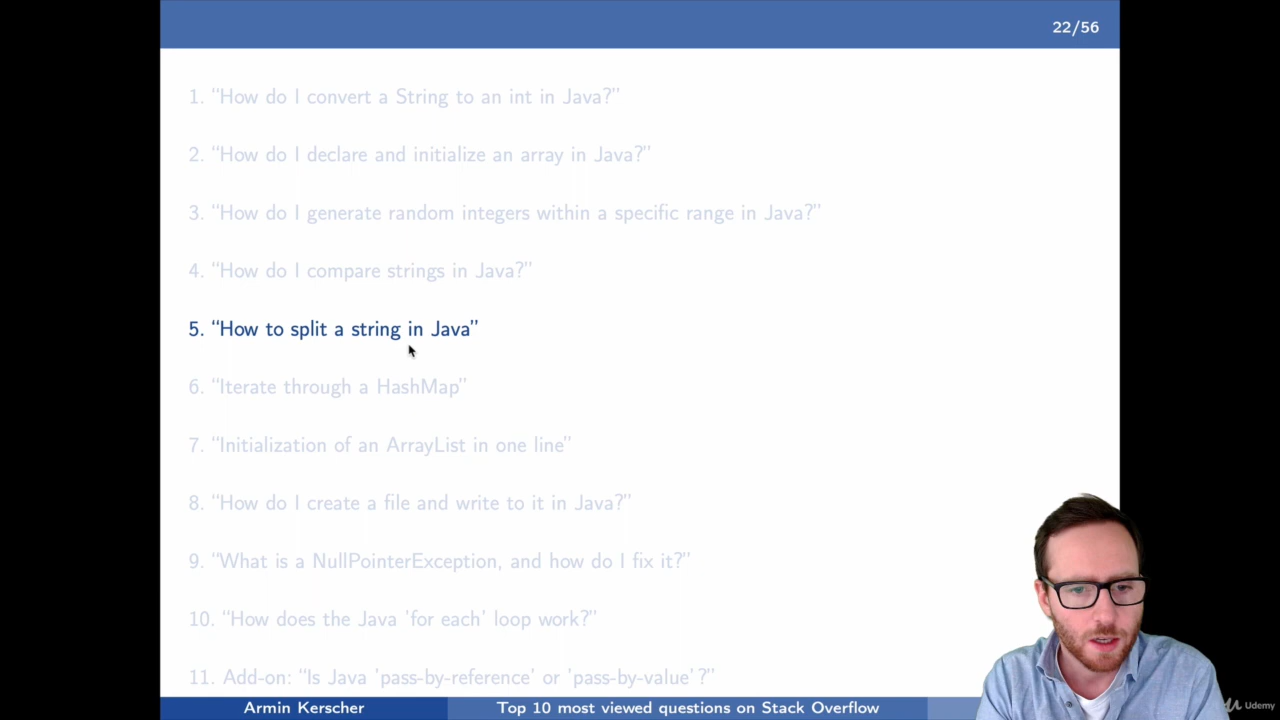 22/56
1. “How do I convert a String to an int in Java?”
2. “How do I declare and initialize an array in Java?”
3. “How do I generate random integers within a specific range in Java?”
4. “How do I compare strings in Java?”
5. “How to split a string in Java”
6. “Iterate through a HashMap”
7. “Initialization of an ArrayList in one line”
8. “How do I create a file and write to it in Java?”
9. “What is a NullPointerException, and how do I fix it?”
10. “How does the Java 'for each' loop work?”
11. Add-on: “Is Java 'pass-by-reference' or 'pass-by-value'?”
Armin Kerscher Top 10 most viewed questions on Stack Overflow
Udemy